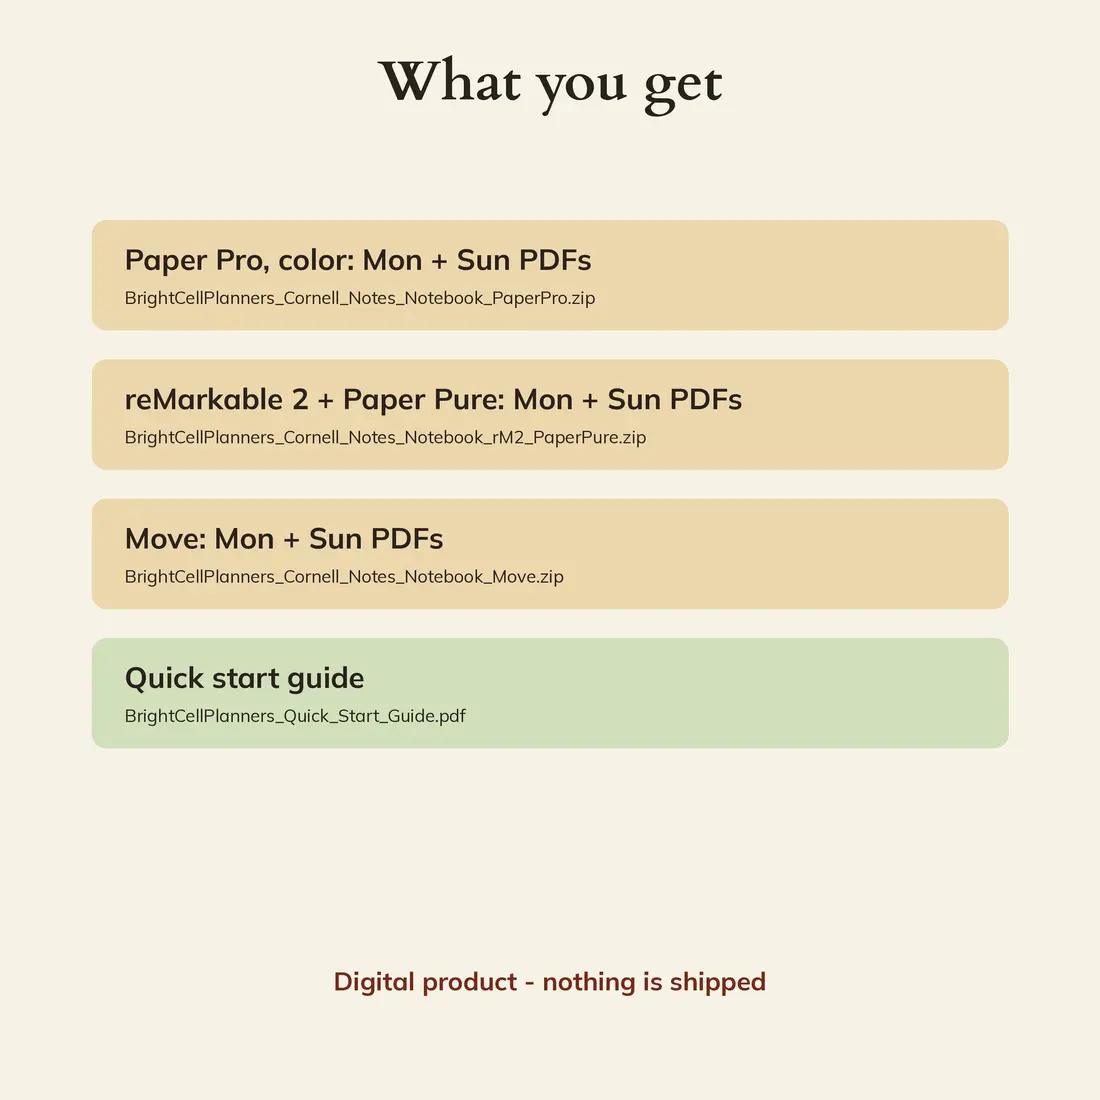 What you get
Paper Pro, color: Mon + Sun PDFs
BrightCellPlanners_Cornell_Notes_Notebook_PaperPro.zip
reMarkable 2 + Paper Pure: Mon + Sun PDFs
BrightCellPlanners_Cornell_Notes_Notebook_rM2_PaperPure.zip
Move: Mon + Sun PDFs
BrightCellPlanners_Cornell_Notes_Notebook_Move.zip
Quick start guide
BrightCellPlanners_Quick_Start_Guide.pdf
Digital product - nothing is shipped